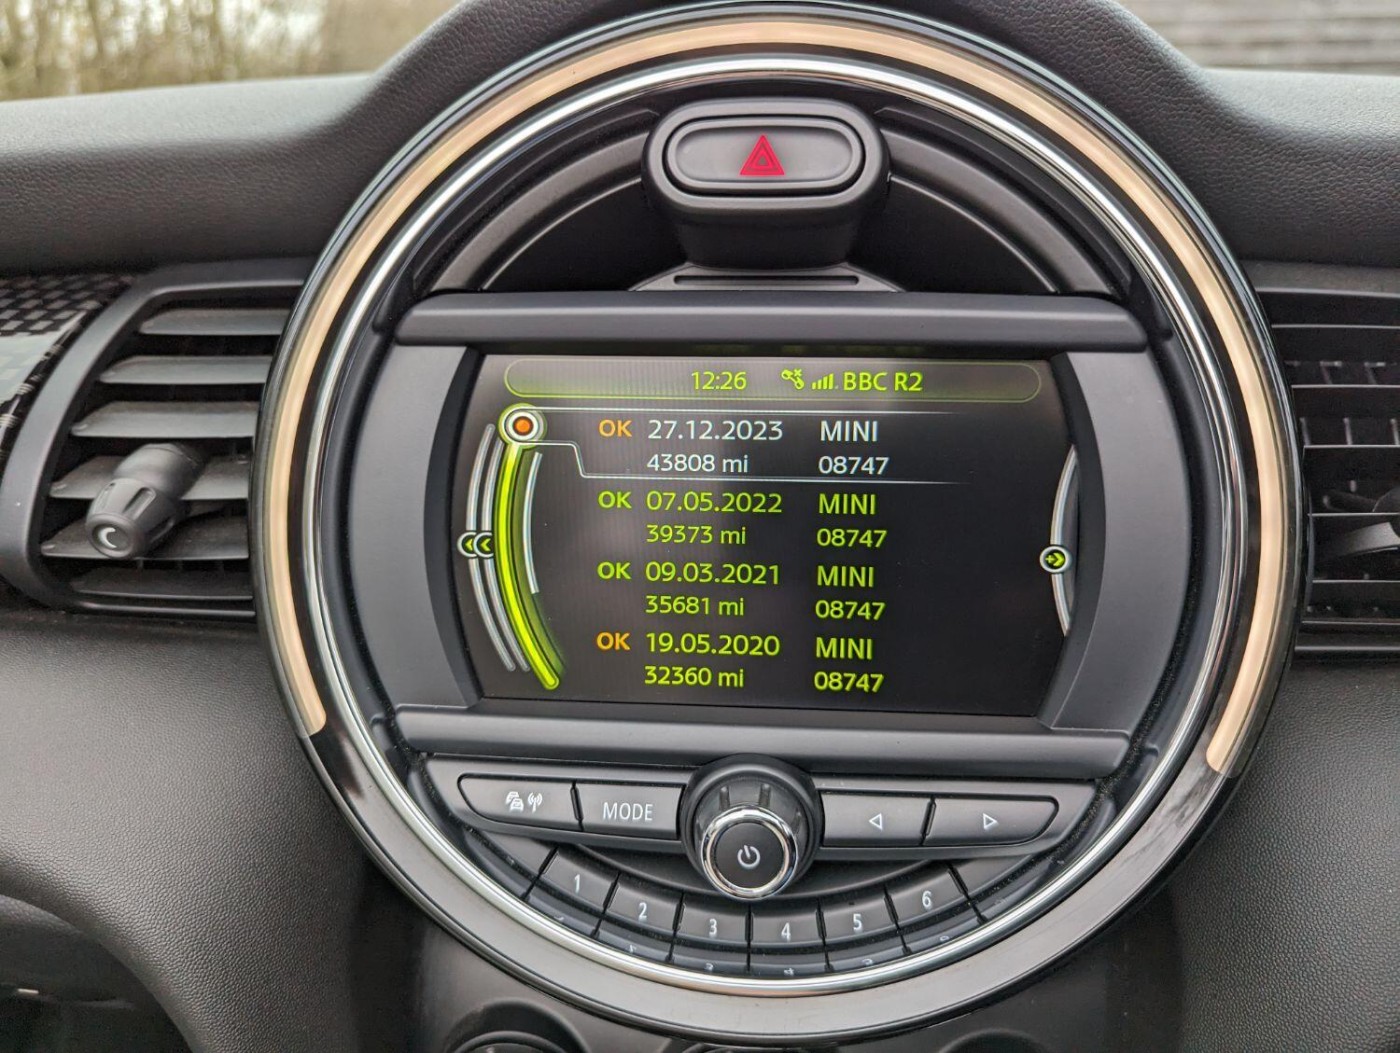 12:26 BBC R2
OK 27.12.2023 MINI
43808 mi 08747
OK 07.05.2022 MINI
39373 mi 08747
OK 09.03.2021 MINI
35681 mi 08747
OK 19.05.2020 MINI
32360 mi 08747
MODE
1 2 3 4 5 6